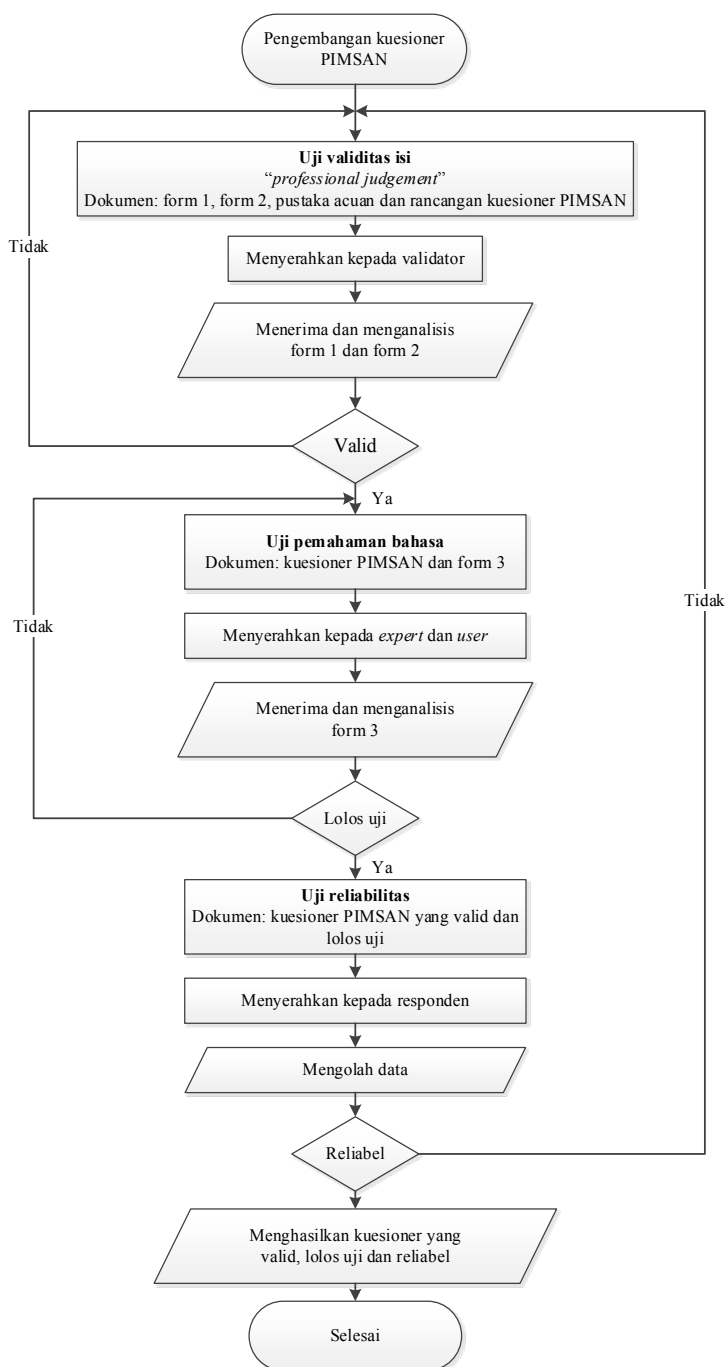 Pengembangan kuesioner
PIMSAN
Uji validitas isi
“professional judgement”
Dokumen: form 1, form 2, pustaka acuan dan rancangan kuesioner PIMSAN
Tidak
Menyerahkan kepada validator
Menerima dan menganalisis
form 1 dan form 2
Valid
Ya
Uji pemahaman bahasa
Dokumen: kuesioner PIMSAN dan form 3
Tidak
Tidak
Menyerahkan kepada expert dan user
Menerima dan menganalisis
form 3
Lolos uji
Ya
Uji reliabilitas
Dokumen: kuesioner PIMSAN yang valid dan
lolos uji
Menyerahkan kepada responden
Mengolah data
Reliabel
Menghasilkan kuesioner yang
valid, lolos uji dan reliabel
Selesai